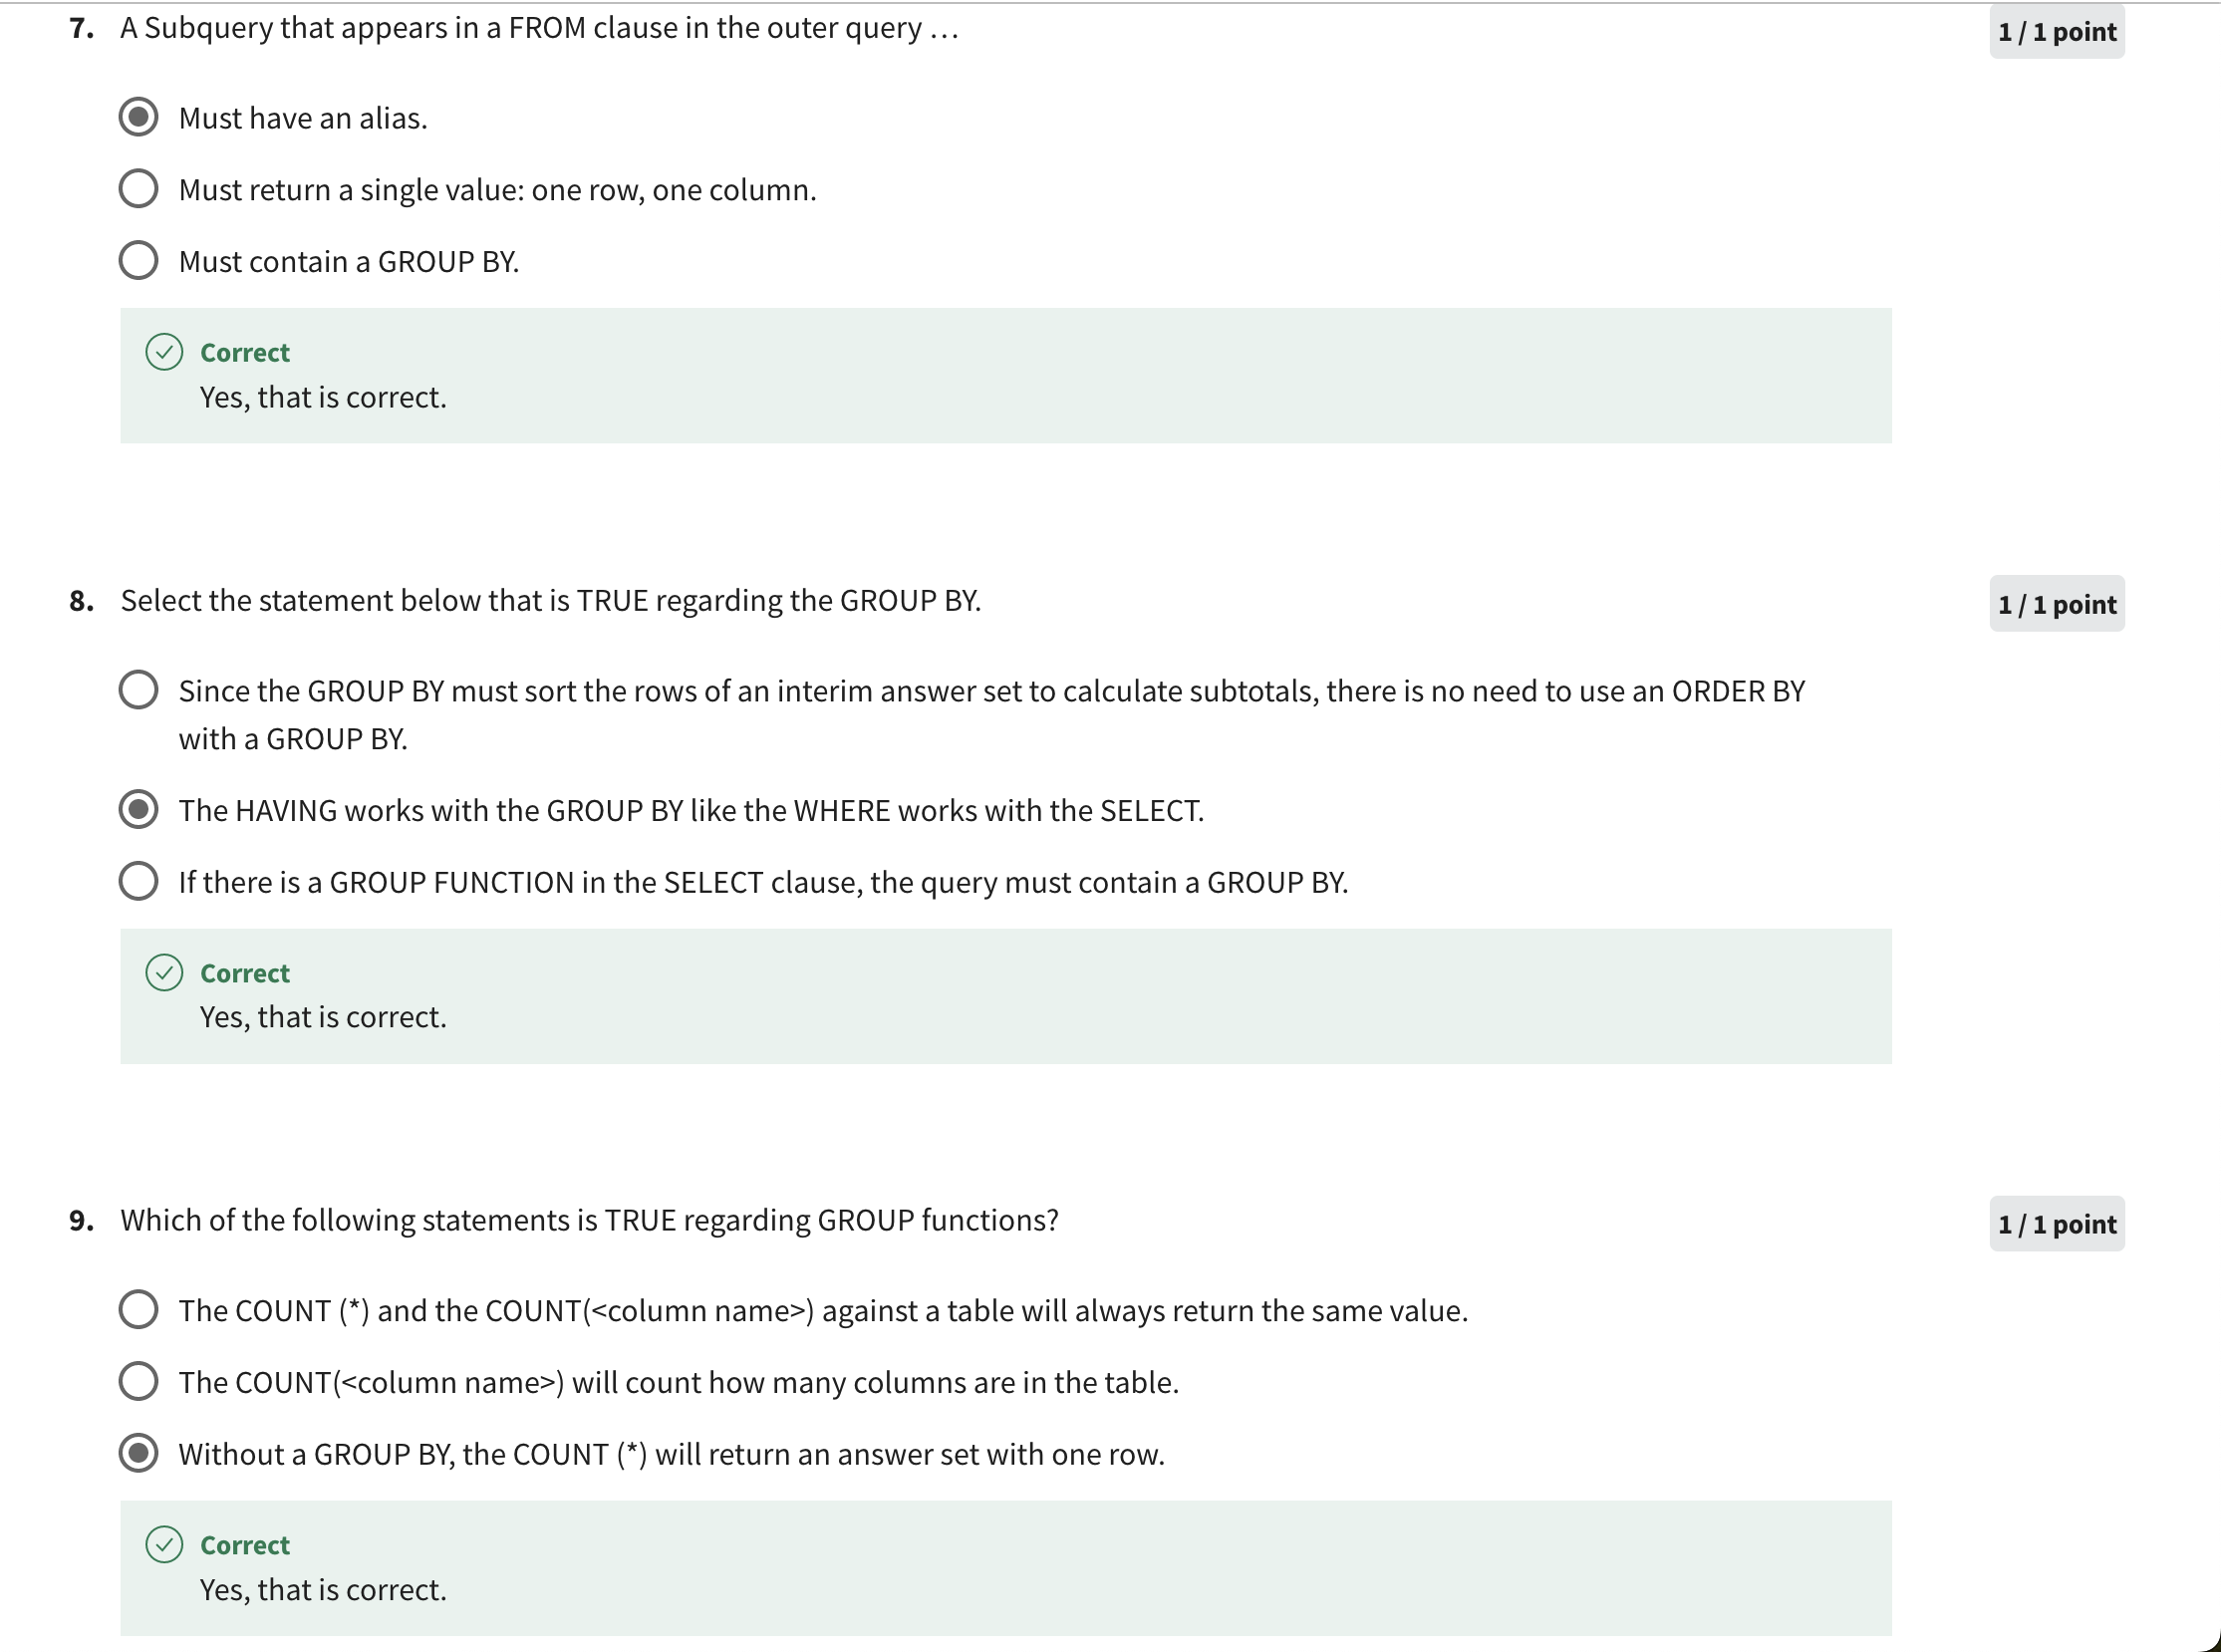 7. A Subquery that appears in a FROM clause in the outer query …
1 / 1 point
Must have an alias.
Must return a single value: one row, one column.
Must contain a GROUP BY.
Correct
Yes, that is correct.
8. Select the statement below that is TRUE regarding the GROUP BY.
1 / 1 point
Since the GROUP BY must sort the rows of an interim answer set to calculate subtotals, there is no need to use an ORDER BY
with a GROUP BY.
The HAVING works with the GROUP BY like the WHERE works with the SELECT.
If there is a GROUP FUNCTION in the SELECT clause, the query must contain a GROUP BY.
Correct
Yes, that is correct.
9. Which of the following statements is TRUE regarding GROUP functions?
1 / 1 point
The COUNT (*) and the COUNT(<column name>) against a table will always return the same value.
The COUNT(<column name>) will count how many columns are in the table.
Without a GROUP BY, the COUNT (*) will return an answer set with one row.
Correct
Yes, that is correct.